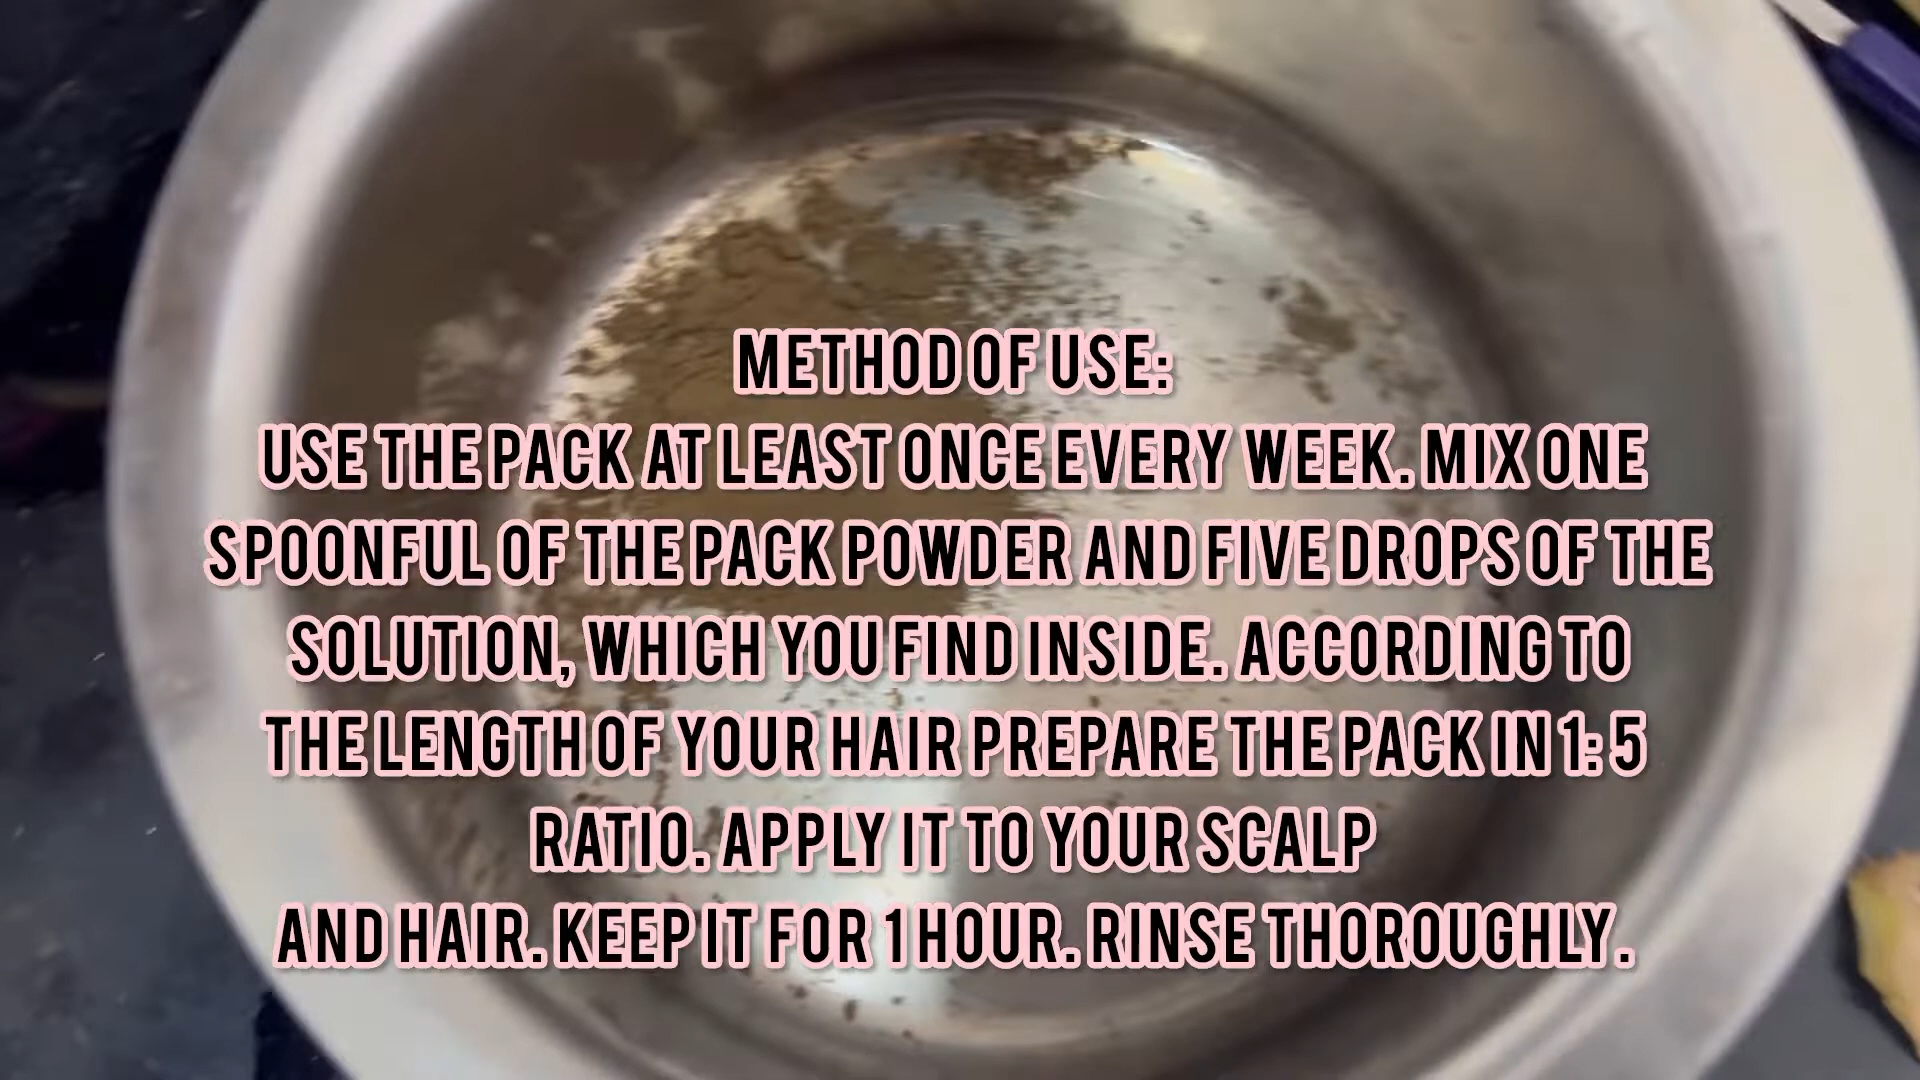 METHOD OF USE:
USE THE PACK AT LEAST ONCE EVERY WEEK. MIX ONE
SPOONFUL OF THE PACK POWDER AND FIVE DROPS OF THE
SOLUTION, WHICH YOU FIND INSIDE. ACCORDING TO
THE LENGTH OF YOUR HAIR PREPARE THE PACK IN 1: 5
RATIO. APPLY IT TO YOUR SCALP
AND HAIR. KEEP IT FOR 1 HOUR. RINSE THOROUGHLY.